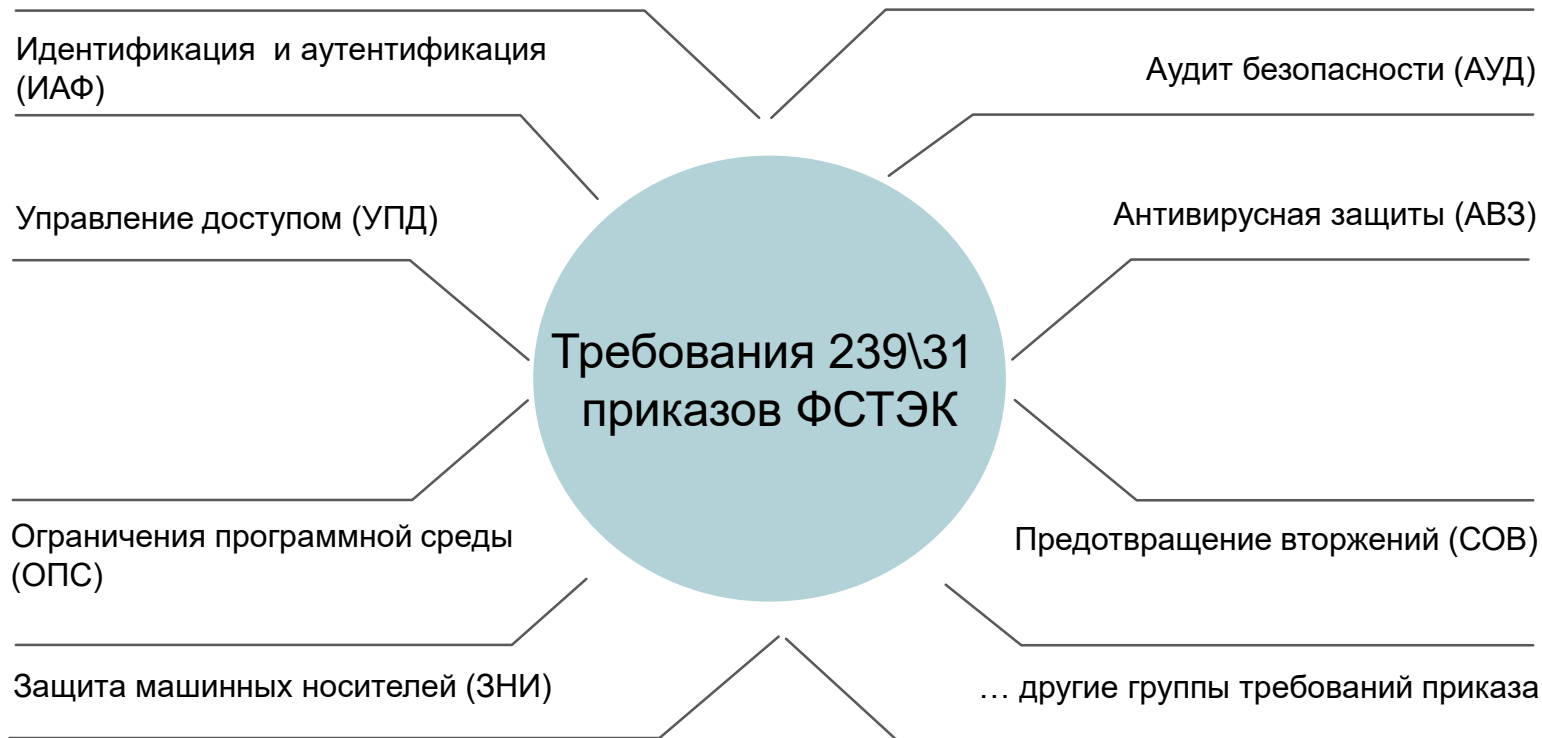 Идентификация и аутентификация
(ИАФ)
Управление доступом (УПД)
Ограничения программной среды
(ОПС)
Защита машинных носителей (ЗНИ)
Требования 239\31
приказов ФСТЭК
Аудит безопасности (АУД)
Антивирусная защиты (АВЗ)
Предотвращение вторжений (СОВ)
… другие группы требований приказа